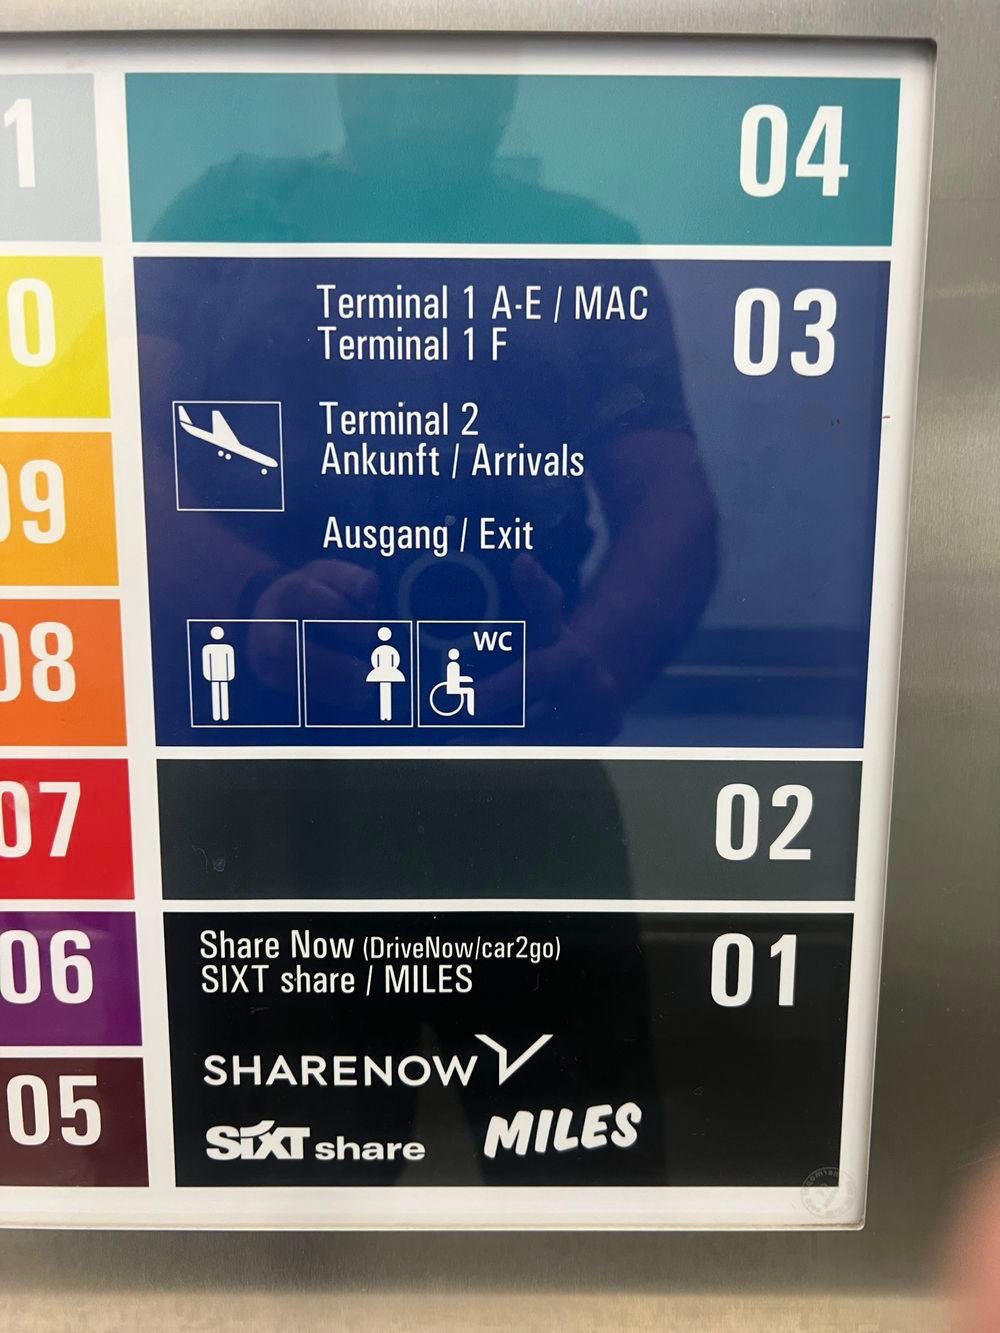 1
0
09
08
07
06
05
04
03
Terminal 1 A-E / MAC
Terminal 1 F
Terminal 2
Ankunft / Arrivals
Ausgang / Exit
WC
02
01
Share Now (DriveNow/car2go)
SIXT share / MILES
SHARENOW
SiXT share
MILES